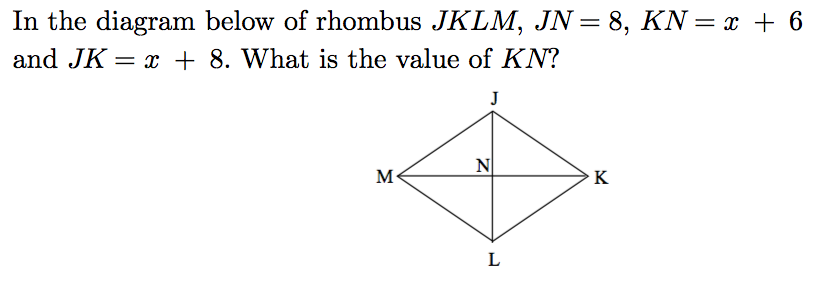 In the diagram below of rhombus JKLM, JN = 8, KN = x + 6
and JK = x + 8. What is the value of KN?
J
N
M
K
L